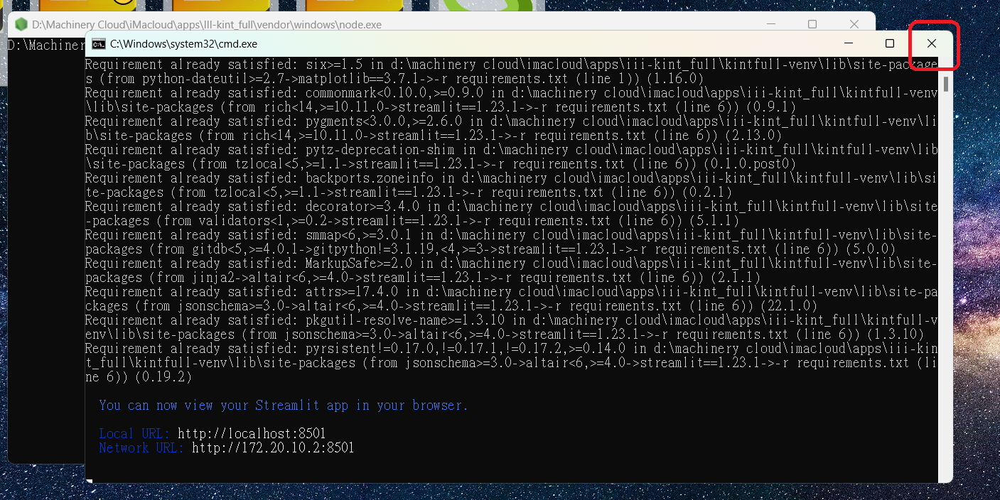 D:\Machinery Cloud\iMacloud\apps\III-kint_full\vendor\windows\node.exe
D:\Machiner
C:\Windows\system32\cmd.exe
Requirement already satisfied: six>=1.5 in d:\machinery cloud\imacloud\apps\iii-kint_full\kintfull-venv\lib\site-package
s (from python-dateutil>=2.7->matplotlib==3.7.1->-r requirements.txt (line 1)) (1.16.0)
Requirement already satisfied: commonmark<0.10.0,>=0.9.0 in d:\machinery cloud\imacloud\apps\iii-kint_full\kintfull-venv
\lib\site-packages (from rich<14,>=10.11.0->streamlit==1.23.1->-r requirements.txt (line 6)) (0.9.1)
Requirement already satisfied: pygments<3.0.0,>=2.6.0 in d:\machinery cloud\imacloud\apps\iii-kint_full\kintfull-venv\li
b\site-packages (from rich<14,>=10.11.0->streamlit==1.23.1->-r requirements.txt (line 6)) (2.13.0)
Requirement already satisfied: pytz-deprecation-shim in d:\machinery cloud\imacloud\apps\iii-kint_full\kintfull-venv\lib
\site-packages (from tzlocal<5,>=1.1->streamlit==1.23.1->-r requirements.txt (line 6)) (0.1.0.post0)
Requirement already satisfied: backports.zoneinfo in d:\machinery cloud\imacloud\apps\iii-kint_full\kintfull-venv\lib\si
te-packages (from tzlocal<5,>=1.1->streamlit==1.23.1->-r requirements.txt (line 6)) (0.2.1)
Requirement already satisfied: decorator>=3.4.0 in d:\machinery cloud\imacloud\apps\iii-kint_full\kintfull-venv\lib\site
-packages (from validators<1,>=0.2->streamlit==1.23.1->-r requirements.txt (line 6)) (5.1.1)
Requirement already satisfied: smmap<6,>=3.0.1 in d:\machinery cloud\imacloud\apps\iii-kint_full\kintfull-venv\lib\site-
packages (from gitdb<5,>=4.0.1->gitpython!=3.1.19,<4,>=3->streamlit==1.23.1->-r requirements.txt (line 6)) (5.0.0)
Requirement already satisfied: MarkupSafe>=2.0 in d:\machinery cloud\imacloud\apps\iii-kint_full\kintfull-venv\lib\site-
packages (from jinja2->altair<6,>=4.0->streamlit==1.23.1->-r requirements.txt (line 6)) (2.1.1)
Requirement already satisfied: attrs>=17.4.0 in d:\machinery cloud\imacloud\apps\iii-kint_full\kintfull-venv\lib\site-pa
ckages (from jsonschema>=3.0->altair<6,>=4.0->streamlit==1.23.1->-r requirements.txt (line 6)) (22.1.0)
Requirement already satisfied: pkgutil-resolve-name>=1.3.10 in d:\machinery cloud\imacloud\apps\iii-kint_full\kintfull-v
env\lib\site-packages (from jsonschema>=3.0->altair<6,>=4.0->streamlit==1.23.1->-r requirements.txt (line 6)) (1.3.10)
Requirement already satisfied: pyrsistent!=0.17.0,!=0.17.1,!=0.17.2,>=0.14.0 in d:\machinery cloud\imacloud\apps\iii-kin
t_full\kintfull-venv\lib\site-packages (from jsonschema>=3.0->altair<6,>=4.0->streamlit==1.23.1->-r requirements.txt (li
ne 6)) (0.19.2)
You can now view your Streamlit app in your browser.
Local URL: http://localhost:8501
Network URL: http://172.20.10.2:8501